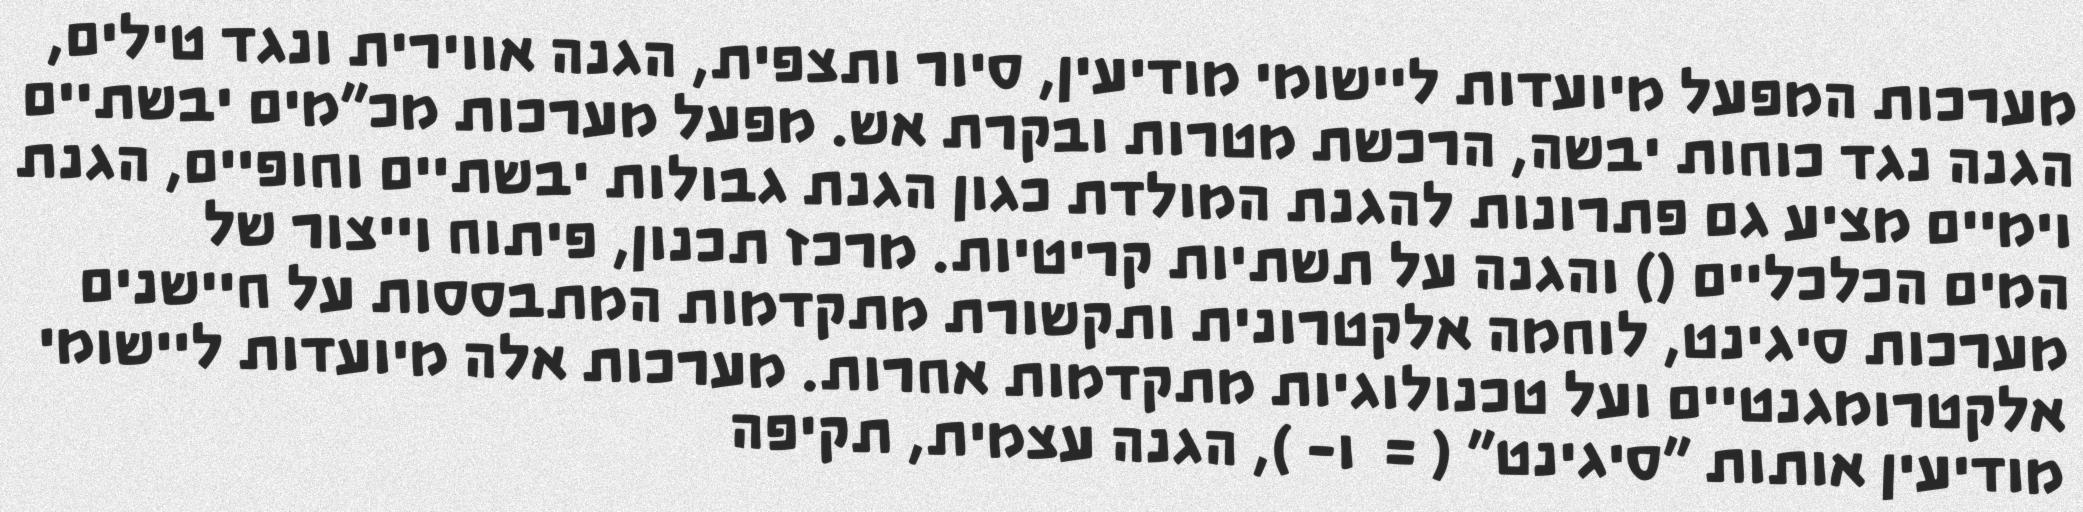 מערכות המפעל מיועדות ליישומי מודיעין, סיור ותצפית, הגנה אווירית ונגד טילים,
הגנה נגד כוחות יבשה, הרכשת מטרות ובקרת אש. מפעל מערכות מכ"מים יבשתיים
וימיים מציע גם פתרונות להגנת המולדת כגון הגנת גבולות יבשתיים וחופיים, הגנת
המים הכלכליים () והגנה על תשתיות קריטיות. מרכז תכנון, פיתוח וייצור של
מערכות סיגינט, לוחמה אלקטרונית ותקשורת מתקדמות המתבססות על חיישנים
אלקטרומגנטיים ועל טכנולוגיות מתקדמות אחרות. מערכות אלה מיועדות ליישומי
מודיעין אותות "סיגינט" ( = ו- ), הגנה עצמית, תקיפה